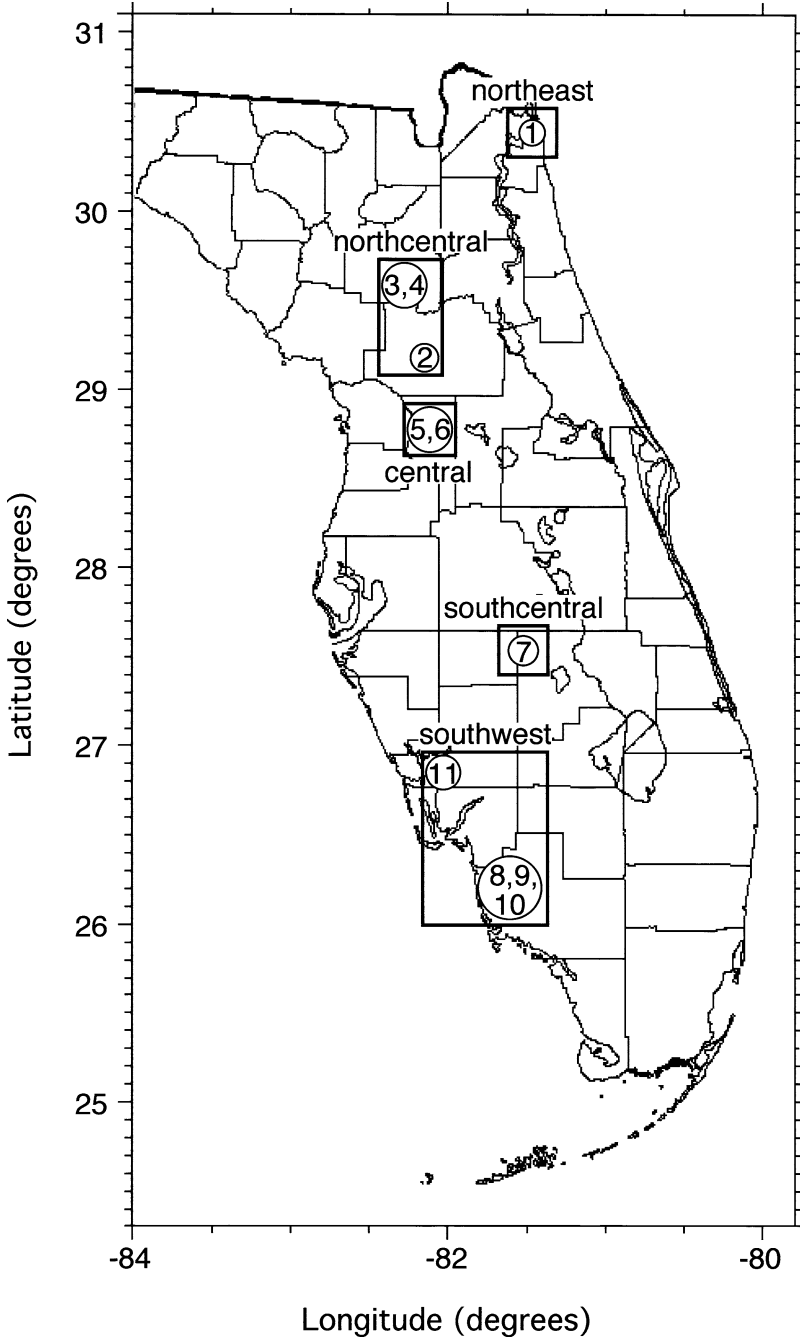 31
northeast
1
30
northcentral
3,4
2
29
5,6
central
28
southcentral
7
27
southwest
11
8,9,
10
26
25
-84
-82
-80
Latitude (degrees)
Longitude (degrees)